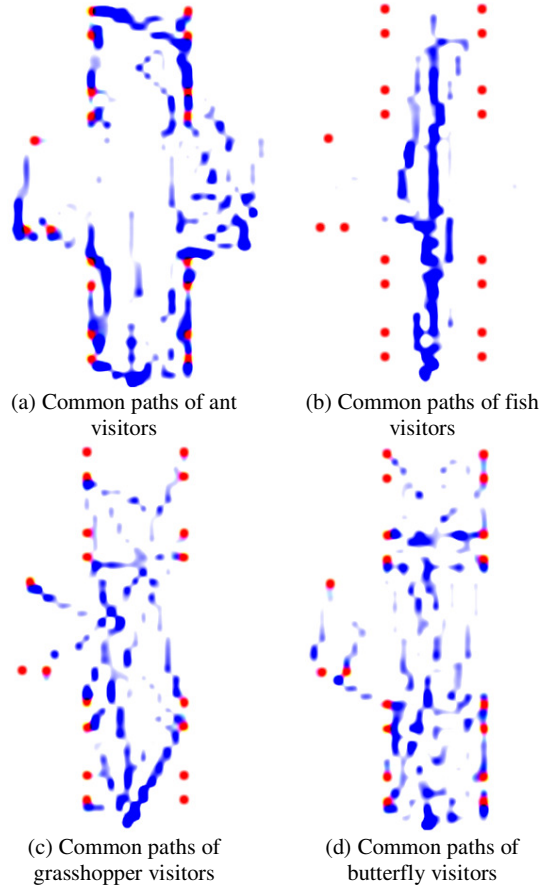 (a) Common paths of ant
visitors
(b) Common paths of fish
visitors
(c) Common paths of
grasshopper visitors
(d) Common paths of
butterfly visitors